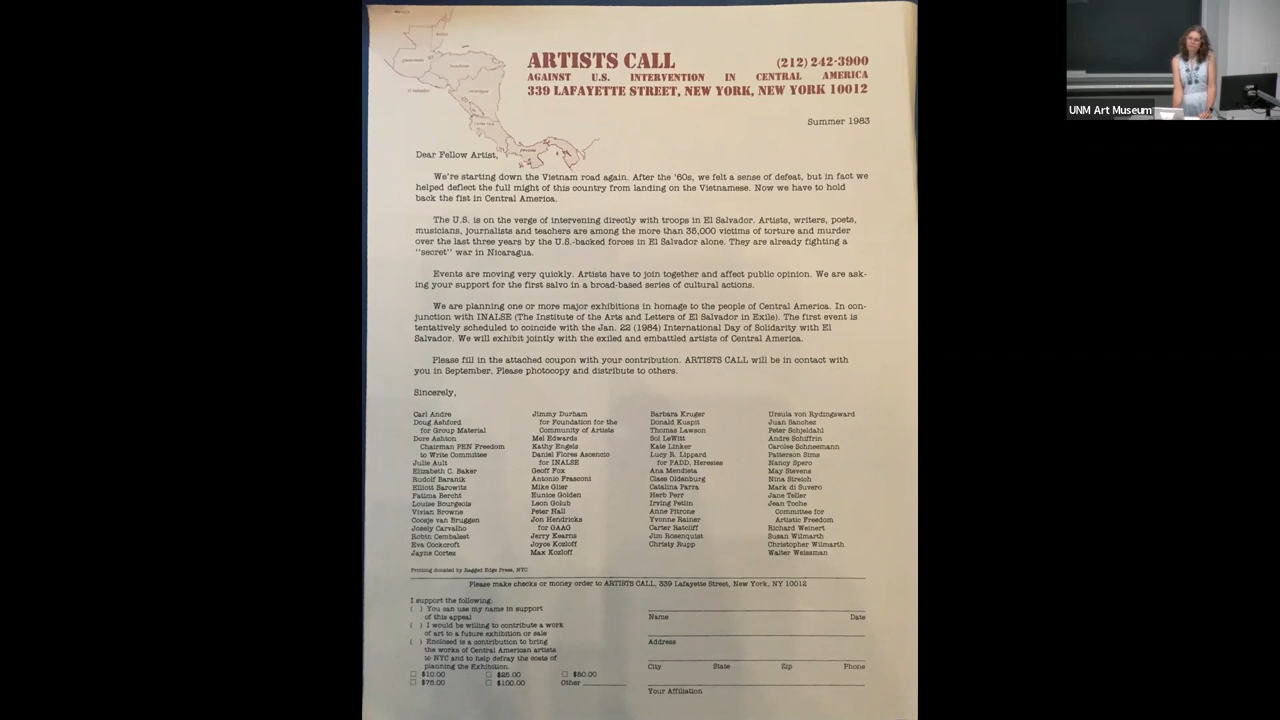 ARTISTS CALL (212) 242-3900
AGAINST U.S. INTERVENTION IN CENTRAL AMERICA
339 LAFAYETTE STREET, NEW YORK, NEW YORK 10012
Summer 1983
Dear Fellow Artist,
We're starting down the Vietnam road again. After the '60s, we felt a sense of defeat, but in fact we
helped deflect the full might of this country from landing on the Vietnamese. Now we have to hold
back the fist in Central America.
The U.S. is on the verge of intervening directly with troops in El Salvador. Artists, writers, poets,
musicians, journalists and teachers are among the more than 35,000 victims of torture and murder
over the last three years by the U.S.-backed forces in El Salvador alone. They are already fighting a
"secret" war in Nicaragua.
Events are moving very quickly. Artists have to join together and affect public opinion. We are ask-
ing your support for the first salvo in a broad-based series of cultural actions.
We are planning one or more major exhibitions in homage to the people of Central America. In con-
junction with INALSE (The Institute of the Arts and Letters of El Salvador in Exile). The first event is
tentatively scheduled to coincide with the Jan. 22 (1984) International Day of Solidarity with El
Salvador. We will exhibit jointly with the exiled and embattled artists of Central America.
Please fill in the attached coupon with your contribution. ARTISTS CALL will be in contact with
you in September, Please photocopy and distribute to others.
Sincerely,
Carl Andre
Doug Ashford
for Group Material
Dore Ashton
Chairman PEN Freedom
to Write Committee
Julie Ault
Elizabeth C. Baker
Rudolf Baranik
Elliott Barowitz
Fatima Bercht
Louise Bourgeois
Vivian Browne
Coosje van Bruggen
Josely Carvalho
Robin Cembalest
Eva Cockcroft
Jayne Cortez
Jimmy Durham
for Foundation for the
Community of Artists
Mel Edwards
Kathy Engels
Daniel Flores Ascencio
for INALSE
Geoff Fox
Antonio Frasconi
Mike Glier
Eunice Golden
Leon Golub
Peter Hall
Jon Hendricks
for GAAG
Jerry Kearns
Joyce Kozloff
Max Kozloff
Barbara Kruger
Donald Kuspit
Thomas Lawson
Sol LeWitt
Kate Linker
Lucy R. Lippard
for PADD, Heresies
Ana Mendieta
Claes Oldenburg
Catalina Parra
Herb Perr
Irving Petlin
Anne Pitrone
Yvonne Rainer
Carter Ratcliff
Jim Rosenquist
Christy Rupp
Ursula von Rydingsward
Juan Sanchez
Peter Schjeldahl
Andre Schiffrin
Carolee Schneemann
Patterson Sims
Nancy Spero
May Stevens
Nina Streich
Mark di Suvero
Jane Teller
Jean Toche
Committee for
Artistic Freedom
Richard Weinert
Susan Wilmarth
Christopher Wilmarth
Walter Weissman
Printing donated by Ragged Edge Press, NYC
Please make checks or money order to ARTISTS CALL, 339 Lafayette Street, New York, NY 10012
I support the following:
( ) You can use my name in support
of this appeal
( ) I would be willing to contribute a work
of art to a future exhibition or sale
( ) Enclosed is a contribution to bring
the works of Central American artists
to NYC and to help defray the costs of
planning the Exhibition.
$10.00 $25.00 $50.00
$75.00 $100.00 Other
Name Date
Address
City State Zip Phone
Your Affiliation
UNM Art Museum